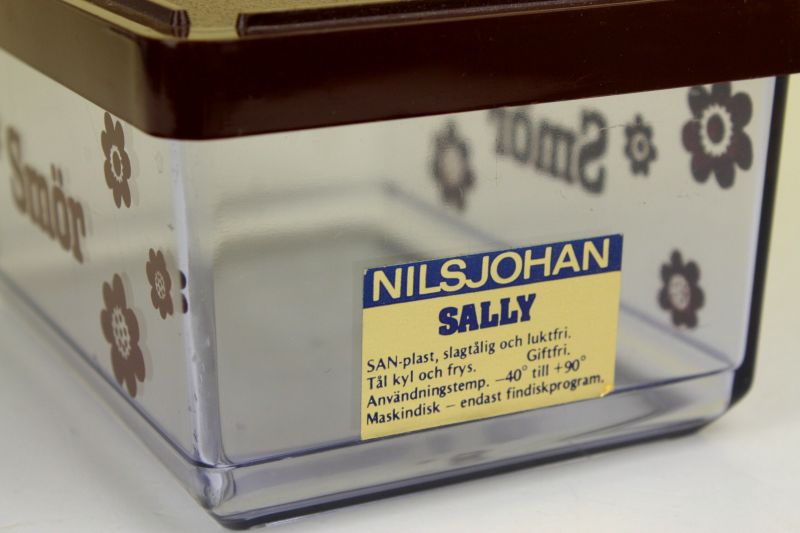 Smör
Smör
NILSJOHAN
SALLY
SAN-plast, slagtålig och luktfri.
Tål kyl och frys. Giftfri.
Användningstemp. –40° till +90°
Maskindisk – endast findiskprogram.